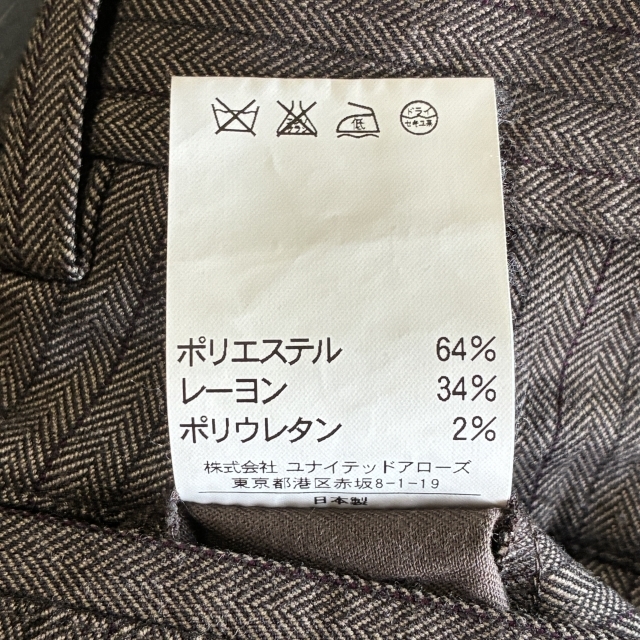 低 ドライ
セキユ系
ポリエステル 64%
レーヨン 34%
ポリウレタン 2%
株式会社 ユナイテッドアローズ
東京都港区赤坂8-1-19
日本製